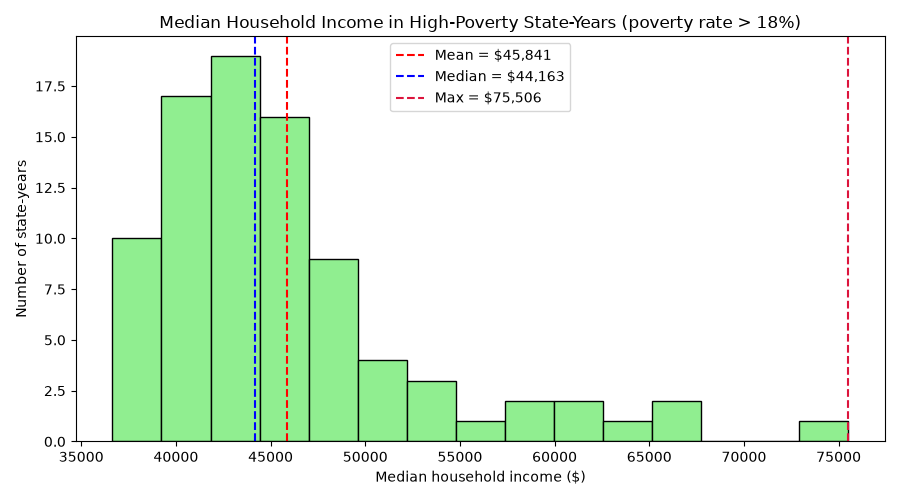 Median Household Income in High-Poverty State-Years (poverty rate > 18%)
Mean = $45,841
Median = $44,163
Max = $75,506
Number of state-years
17.5
15.0
12.5
10.0
7.5
5.0
2.5
0.0
35000 40000 45000 50000 55000 60000 65000 70000 75000
Median household income ($)